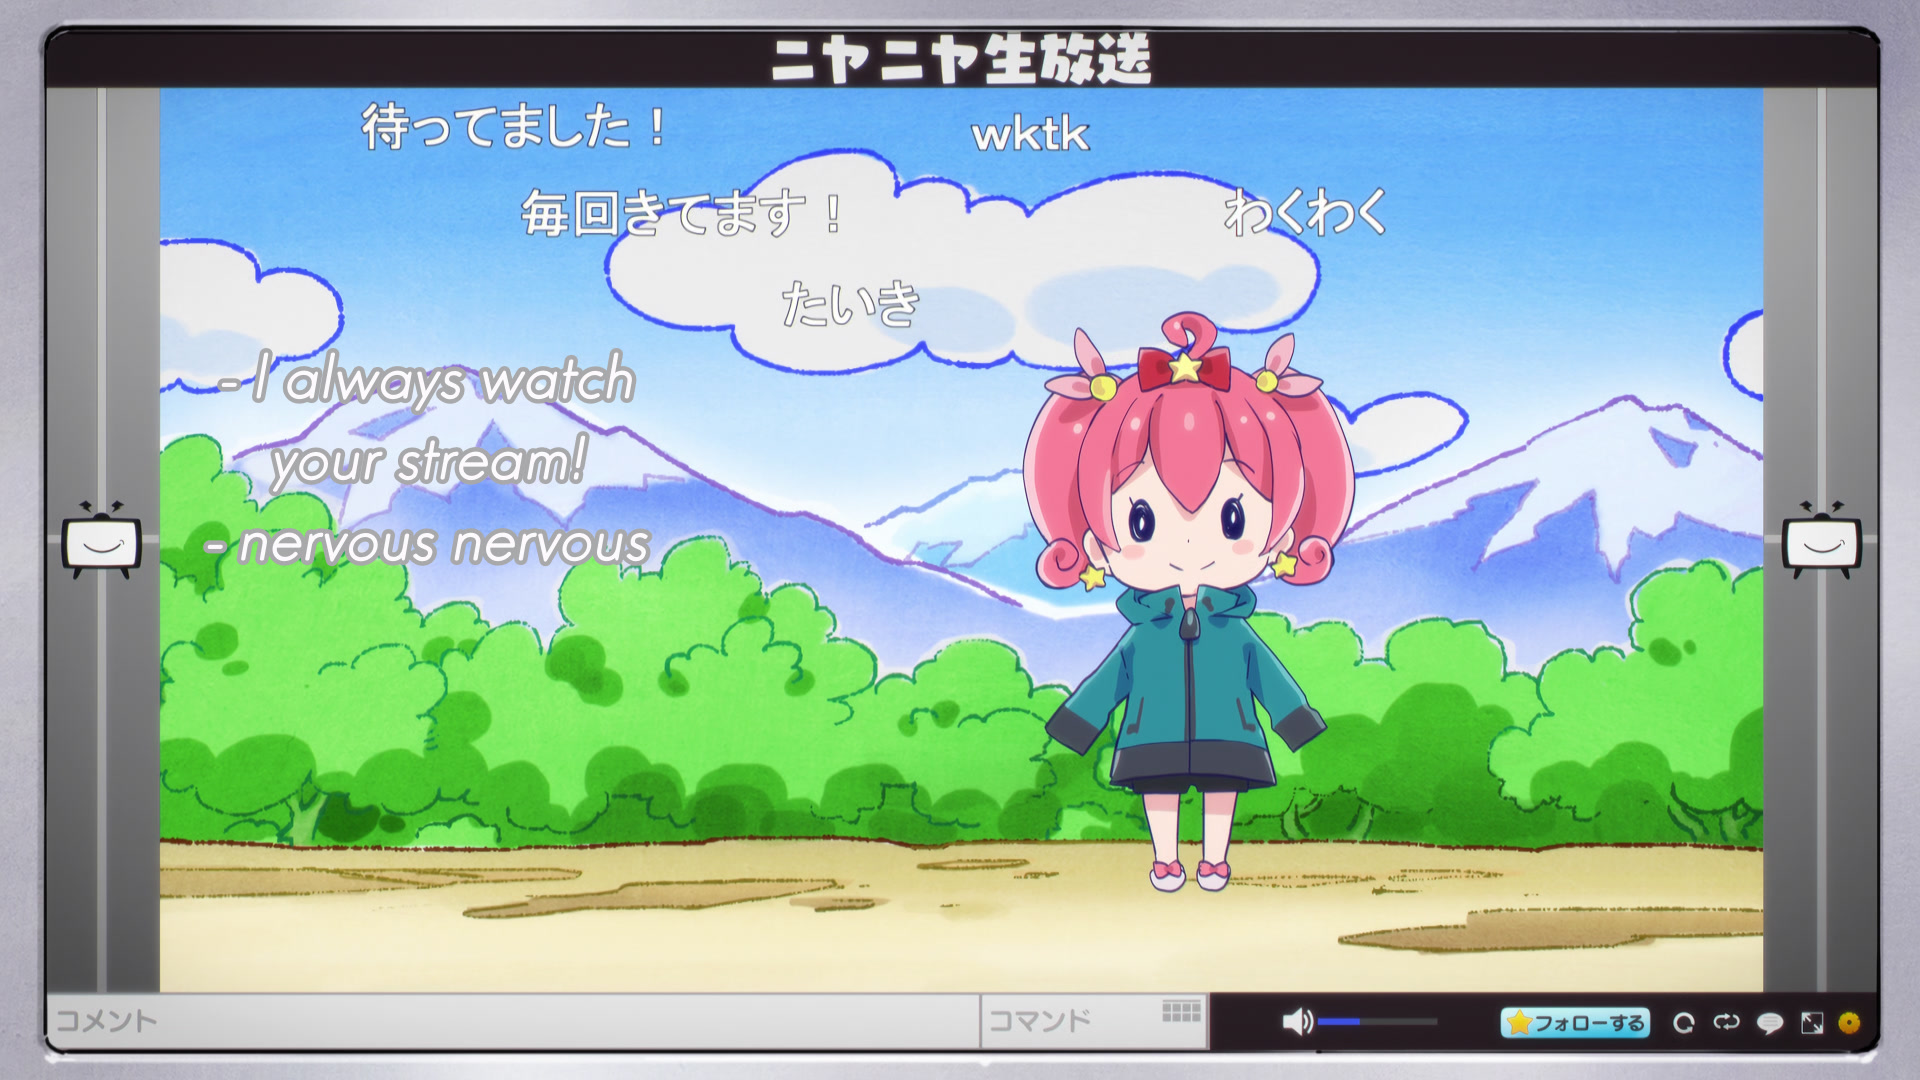 ニヤニヤ生放送
待ってました！
wktk
毎回きてます！
わくわく
たいき
- I always watch
your stream!
- nervous nervous
コメント
コマンド
フォローする